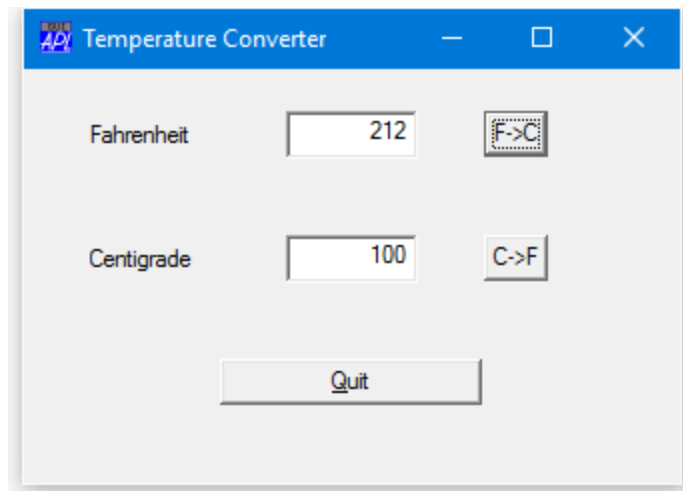 Temperature Converter
Fahrenheit 212 F->C
Centigrade 100 C->F
Quit